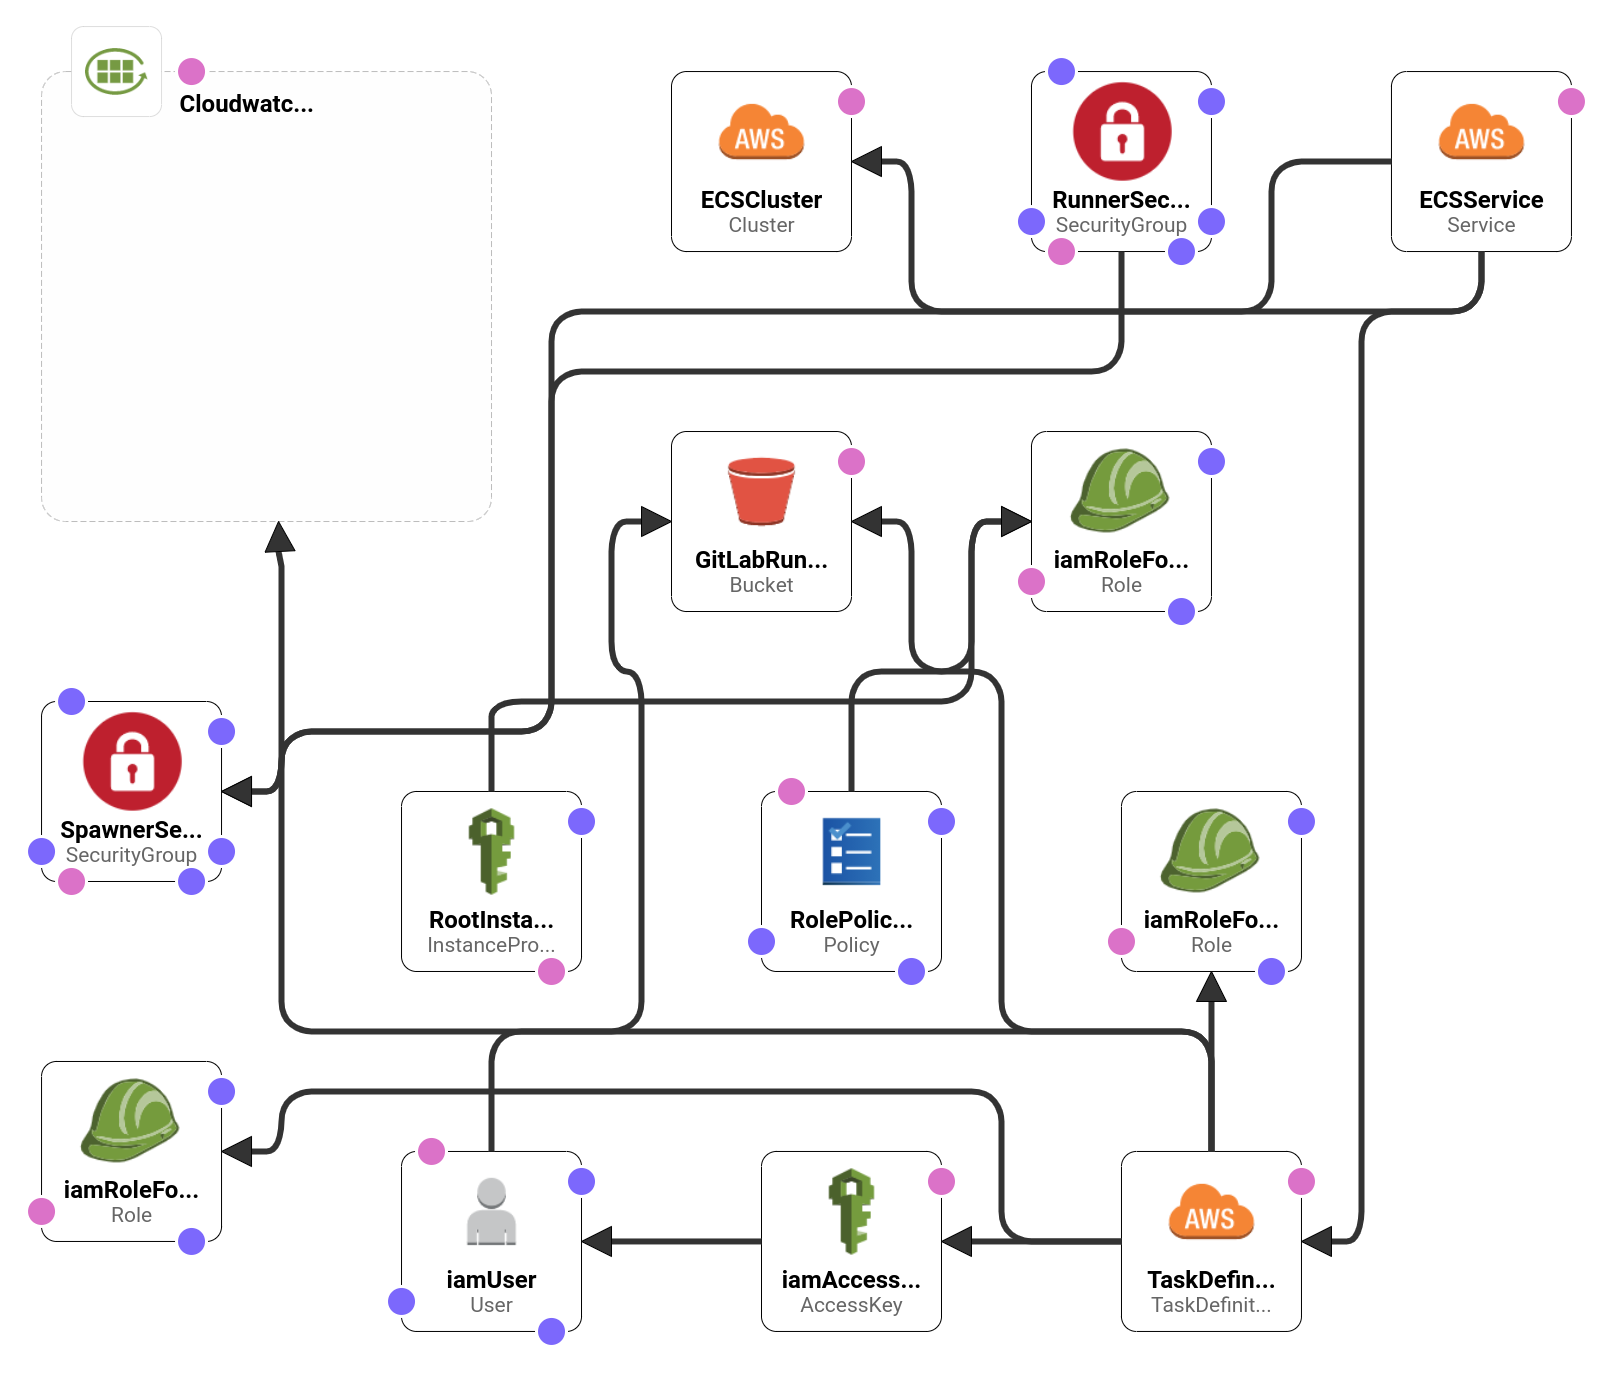 Cloudwatc...
AWS
ECSCluster
Cluster
RunnerSec...
SecurityGroup
AWS
ECSService
Service
GitLabRun...
Bucket
iamRoleFo...
Role
SpawnerSe...
SecurityGroup
RootInsta...
InstancePro...
RolePolic...
Policy
iamRoleFo...
Role
iamRoleFo...
Role
iamUser
User
iamAccess...
AccessKey
AWS
TaskDefin...
TaskDefinit...